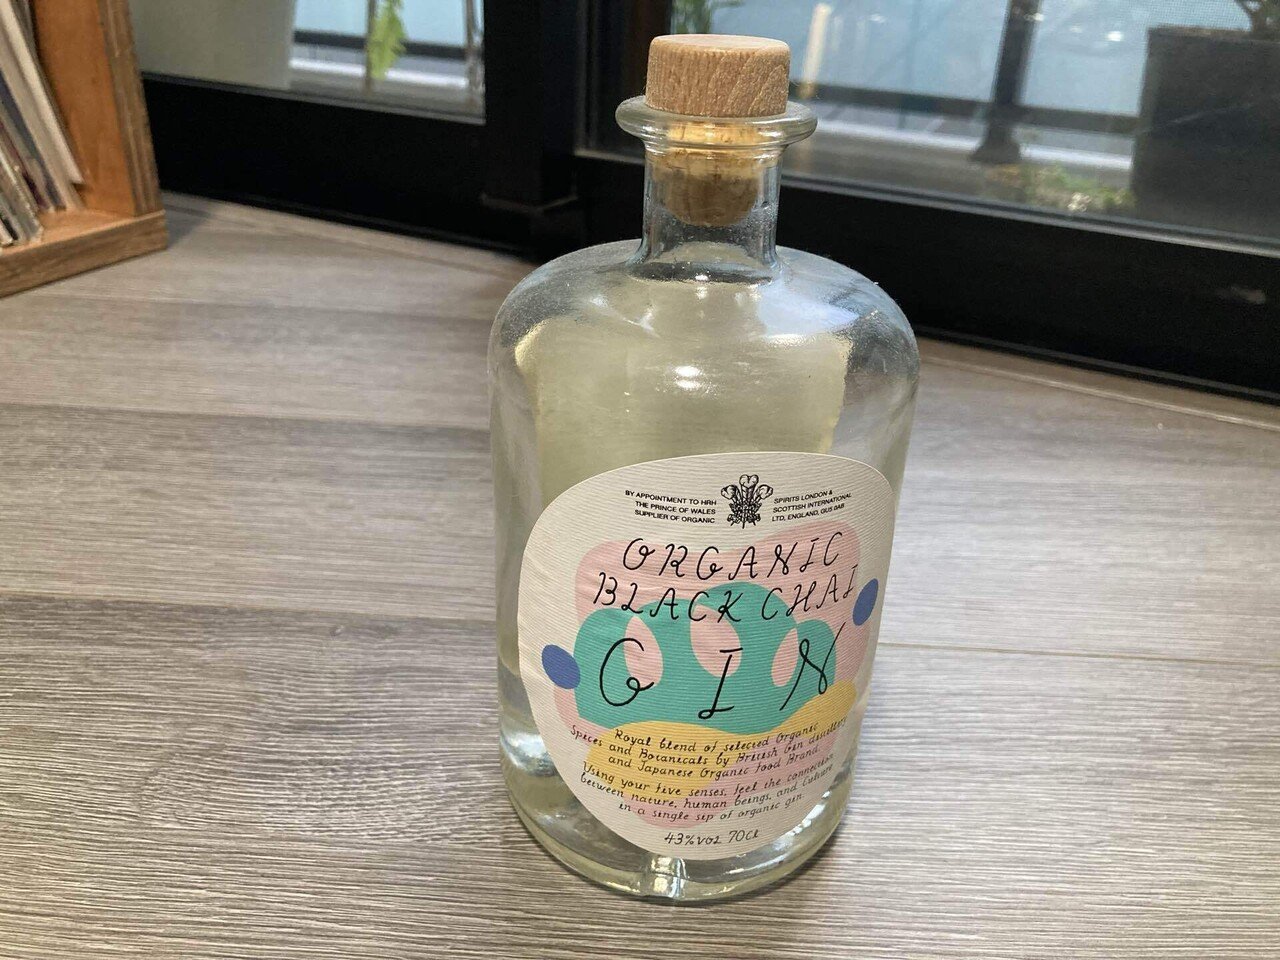 BY APPOINTMENT TO HRH
THE PRINCE OF WALES
SUPPLIER OF ORGANIC
SPIRITS LONDON &
SCOTTISH INTERNATIONAL
LTD, ENGLAND, GU5 0AB
ORGANIC
BLACK CHAI
GIN
Royal blend of selected Organic
Spices and Botanicals by British Gin distillery
and Japanese Organic Food Brand.
Using your five senses, feel the connection
between nature, human beings, and Culture
in a single sip of organic gin.
43%vol 70cl